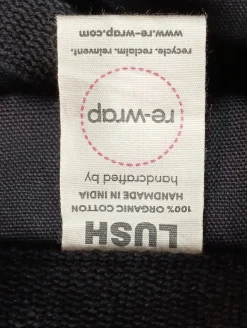 LUSH
100% ORGANIC COTTON
HANDMADE IN INDIA
handcrafted by
re-wrap
recycle. reclaim. reinvent.
www.re-wrap.com